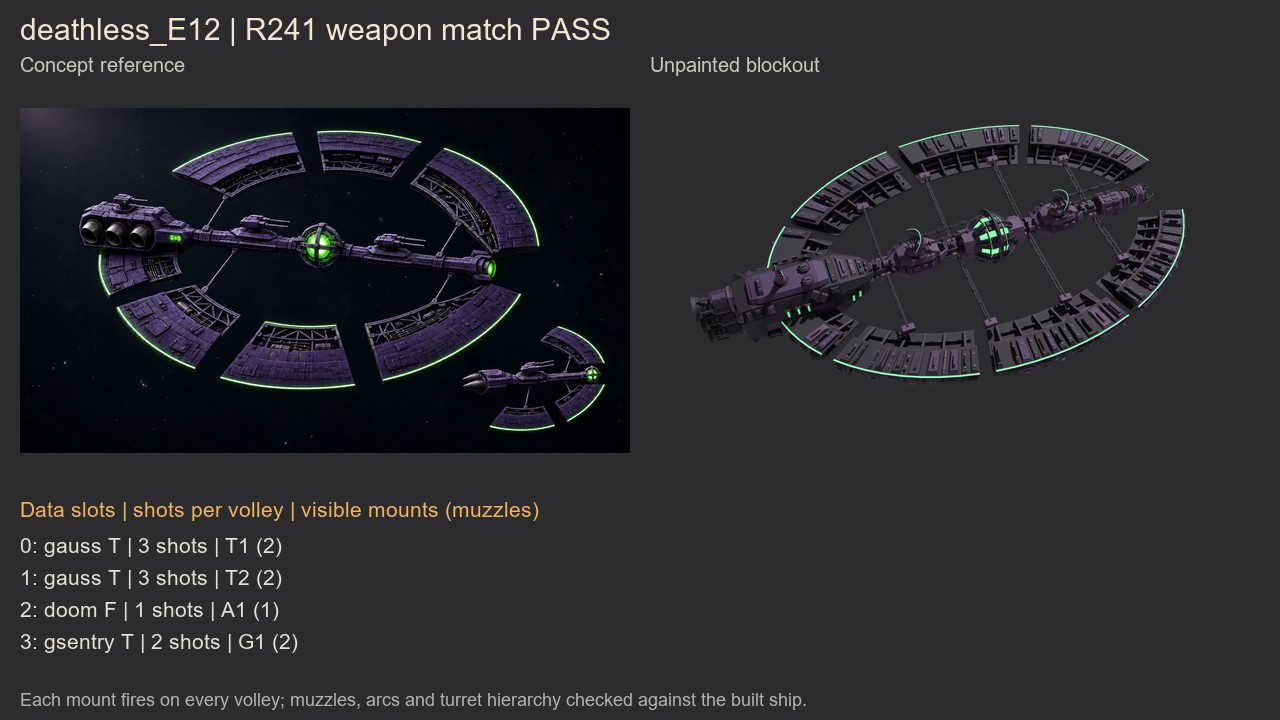 deathless_E12 | R241 weapon match PASS
Concept reference
Unpainted blockout
Data slots | shots per volley | visible mounts (muzzles)
0: gauss T | 3 shots | T1 (2)
1: gauss T | 3 shots | T2 (2)
2: doom F | 1 shots | A1 (1)
3: gsentry T | 2 shots | G1 (2)
Each mount fires on every volley; muzzles, arcs and turret hierarchy checked against the built ship.